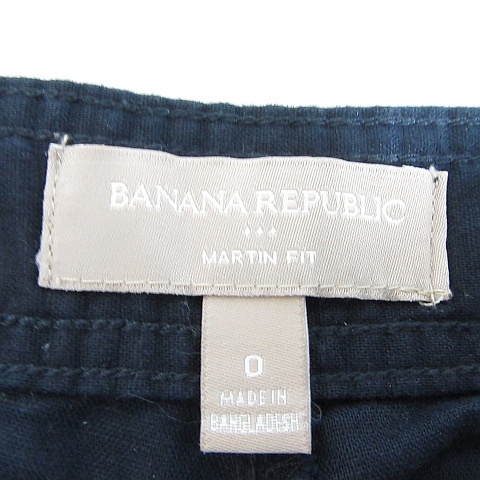 BANANA REPUBLIC
MARTIN FIT
0
MADE IN
BANGLADESH